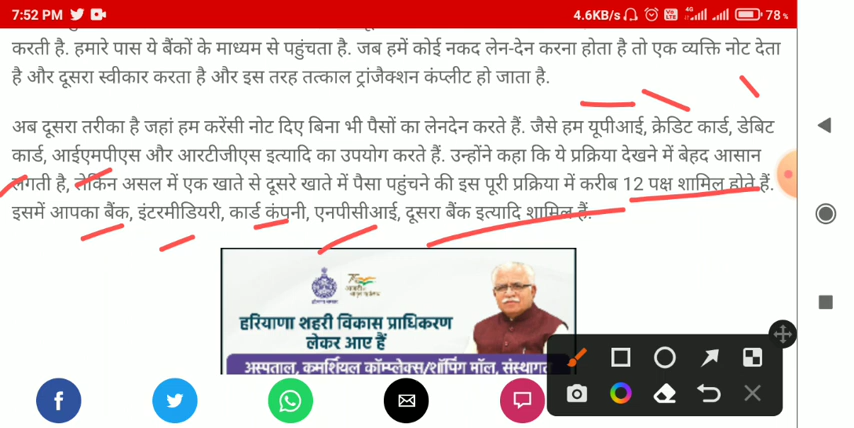 7:52 PM 4.6KB/s 4G 78%
करती है. हमारे पास ये बैंकों के माध्यम से पहुंचता है. जब हमें कोई नकद लेन-देन करना होता है तो एक व्यक्ति नोट देता
है और दूसरा स्वीकार करता है और इस तरह तत्काल ट्रांजैक्शन कंप्लीट हो जाता है.
अब दूसरा तरीका है जहां हम करेंसी नोट दिए बिना भी पैसों का लेनदेन करते हैं. जैसे हम यूपीआई, क्रेडिट कार्ड, डेबिट
कार्ड, आईएमपीएस और आरटीजीएस इत्यादि का उपयोग करते हैं. उन्होंने कहा कि ये प्रक्रिया देखने में बेहद आसान
लगती है, लेकिन असल में एक खाते से दूसरे खाते में पैसा पहुंचने की इस पूरी प्रक्रिया में करीब 12 पक्ष शामिल होते हैं.
इसमें आपका बैंक, इंटरमीडियरी, कार्ड कंपनी, एनपीसीआई, दूसरा बैंक इत्यादि शामिल हैं.
हरियाणा शहरी विकास प्राधिकरण
लेकर आए हैं
अस्पताल, कमर्शियल कॉम्प्लेक्स/शॉपिंग मॉल, संस्थागत